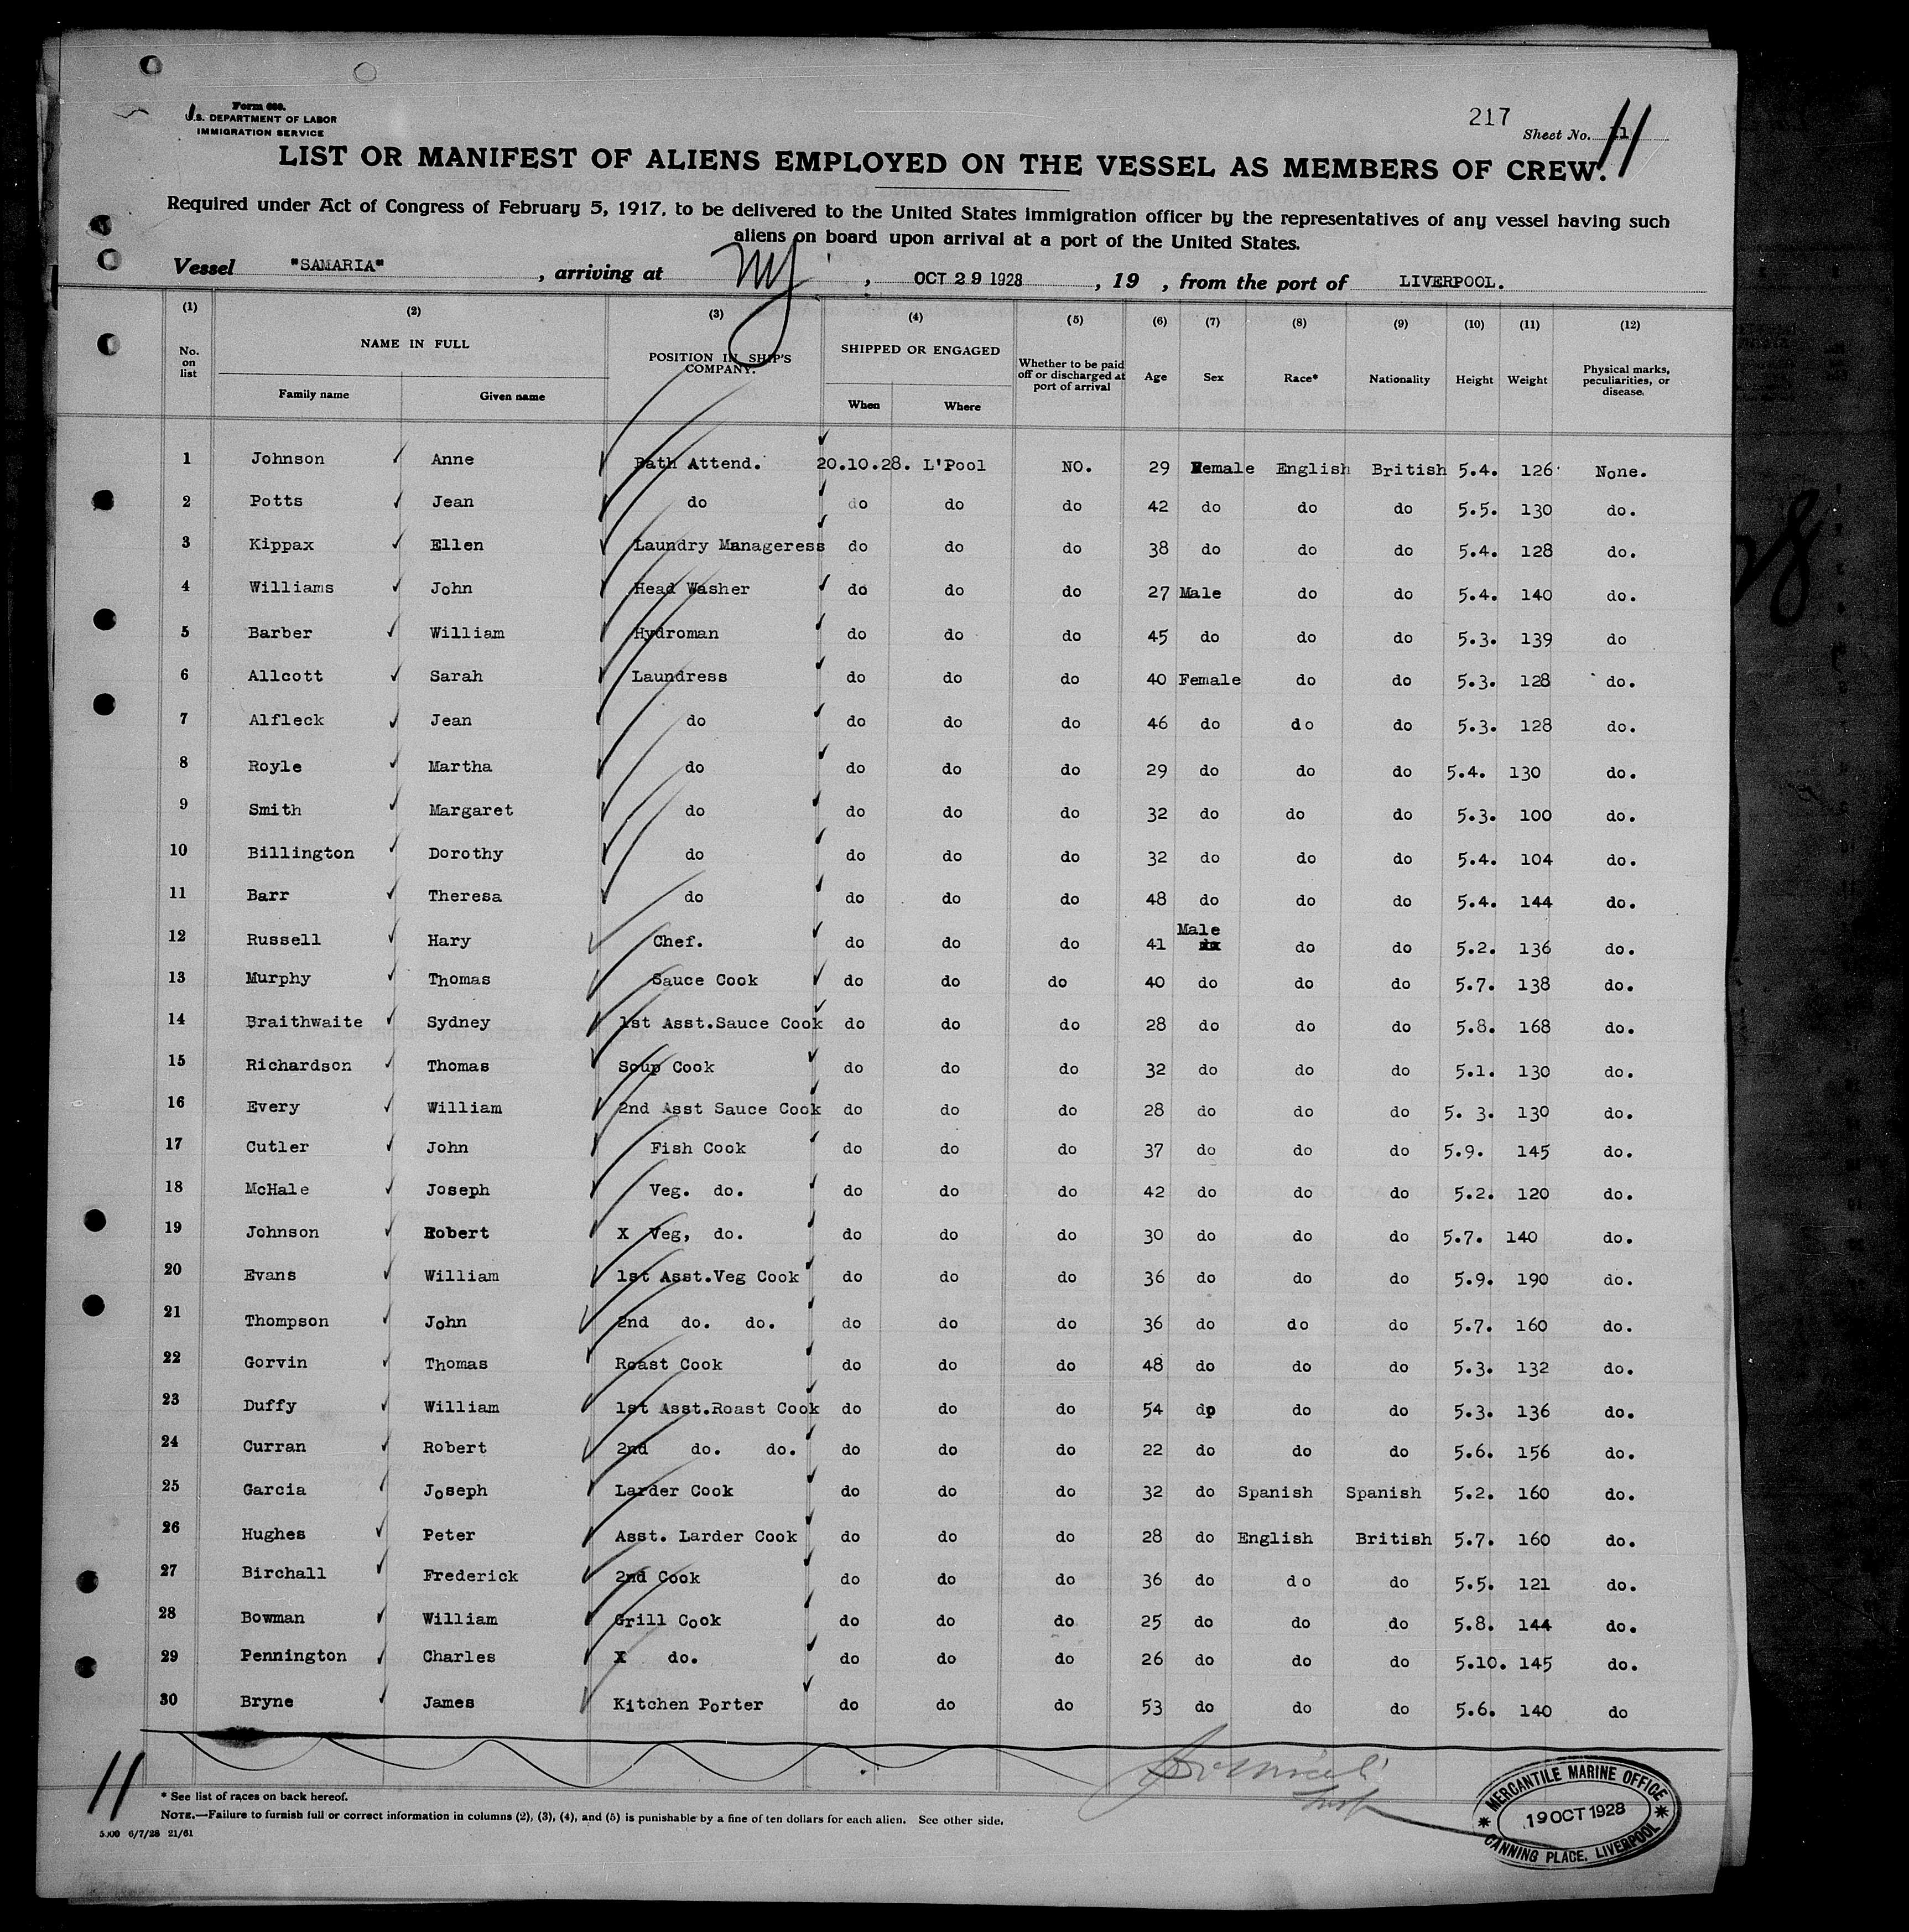 Form 680.
U.S. DEPARTMENT OF LABOR
IMMIGRATION SERVICE
217
Sheet No. 11
11
LIST OR MANIFEST OF ALIENS EMPLOYED ON THE VESSEL AS MEMBERS OF CREW.
Required under Act of Congress of February 5, 1917, to be delivered to the United States immigration officer by the representatives of any vessel having such
aliens on board upon arrival at a port of the United States.
Vessel "SAMARIA", arriving at NY, OCT 29 1928, 19 , from the port of LIVERPOOL.
(1) (2) (3) (4) (5) (6) (7) (8) (9) (10) (11) (12)
No. on list NAME IN FULL Family name Given name POSITION IN SHIP'S COMPANY. SHIPPED OR ENGAGED When Where Whether to be paid off or discharged at port of arrival Age Sex Race* Nationality Height Weight Physical marks, peculiarities, or disease.
1 Johnson Anne Bath Attend. 20.10.28. L'Pool NO. 29 Female English British 5.4. 126 None.
2 Potts Jean do do do do 42 do do do 5.5. 130 do.
3 Kippax Ellen Laundry Manageress do do do 38 do do do 5.4. 128 do.
4 Williams John Head Washer do do do 27 Male do do 5.4. 140 do.
5 Barber William Hydroman do do do 45 do do do 5.3. 139 do
6 Allcott Sarah Laundress do do do 40 Female do do 5.3. 128 do.
7 Alfleck Jean do do do do 46 do do do 5.3. 128 do.
8 Royle Martha do do do do 29 do do do 5.4. 130 do.
9 Smith Margaret do do do do 32 do do do 5.3. 100 do.
10 Billington Dorothy do do do do 32 do do do 5.4. 104 do.
11 Barr Theresa do do do do 48 do do do 5.4. 144 do.
12 Russell Hary Chef. do do do 41 Male do do 5.2. 136 do.
13 Murphy Thomas Sauce Cook do do do 40 do do do 5.7. 138 do.
14 Braithwaite Sydney 1st Asst.Sauce Cook do do do 28 do do do 5.8. 168 do.
15 Richardson Thomas Soup Cook do do do 32 do do do 5.1. 130 do.
16 Every William 2nd Asst Sauce Cook do do do 28 do do do 5. 3. 130 do.
17 Cutler John Fish Cook do do do 37 do do do 5.9. 145 do.
18 McHale Joseph Veg. do. do do do 42 do do do 5.2. 120 do.
19 Johnson Robert X Veg, do. do do do 30 do do do 5.7. 140 do.
20 Evans William 1st Asst.Veg Cook do do do 36 do do do 5.9. 190 do.
21 Thompson John 2nd do. do. do do do 36 do do do 5.7. 160 do.
22 Gorvin Thomas Roast Cook do do do 48 do do do 5.3. 132 do.
23 Duffy William 1st Asst.Roast Cook do do do 54 do do do 5.3. 136 do.
24 Curran Robert 2nd do. do. do do do 22 do do do 5.6. 156 do.
25 Garcia Joseph Larder Cook do do do 32 do Spanish Spanish 5.2. 160 do.
26 Hughes Peter Asst. Larder Cook do do do 28 do English British 5.7. 160 do.
27 Birchall Frederick 2nd Cook do do do 36 do do do 5.5. 121 do.
28 Bowman William Grill Cook do do do 25 do do do 5.8. 144 do.
29 Pennington Charles X do. do do do 26 do do do 5.10. 145 do.
30 Bryne James Kitchen Porter do do do 53 do do do 5.6. 140 do
11
* See list of races on back hereof.
NOTE.—Failure to furnish full or correct information in columns (2), (3), (4), and (5) is punishable by a fine of ten dollars for each alien. See other side.
5000 6/7/28 21/61
MERCANTILE MARINE OFFICE
19 OCT 1928
CANNING PLACE, LIVERPOOL